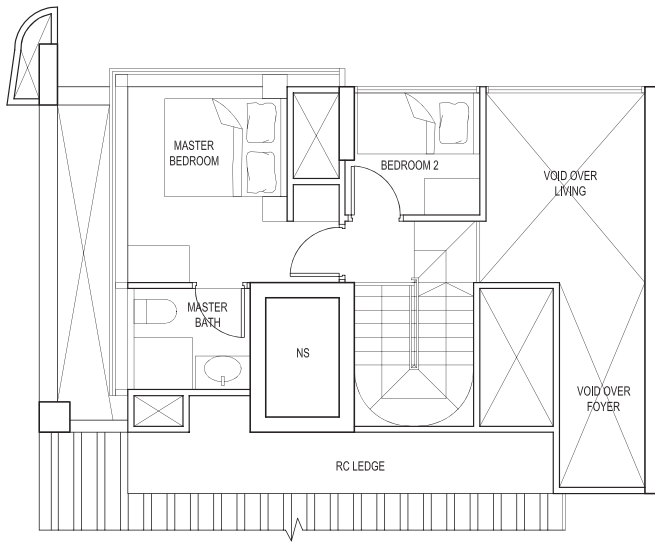 MASTER
BEDROOM
BEDROOM 2
VOID OVER
LIVING
MASTER
BATH
NS
VOID OVER
FOYER
RC LEDGE